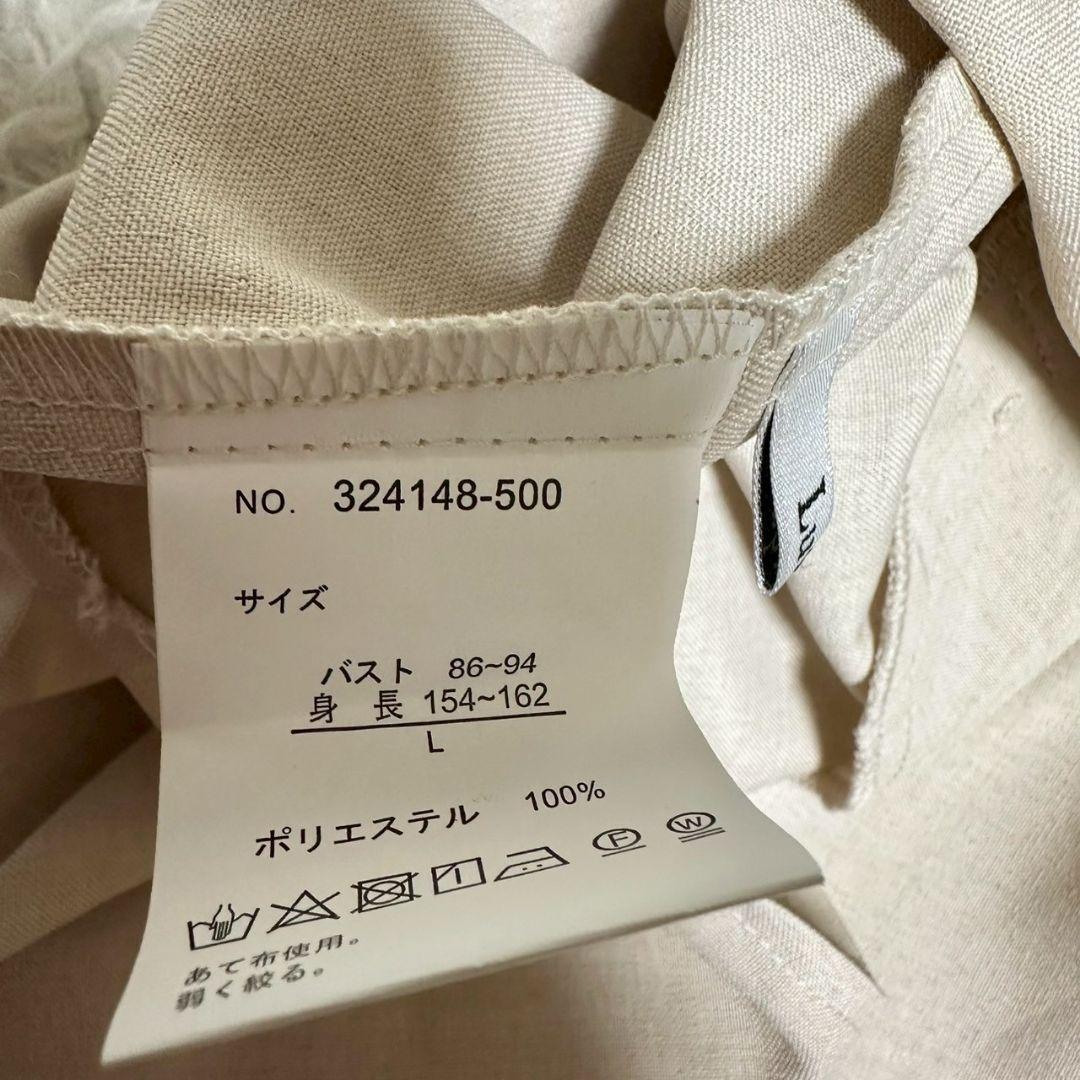 NO. 324148-500
サイズ
バスト 86~94
身 長 154~162
L
ポリエステル 100%
F W
あて布使用。
弱く絞る。